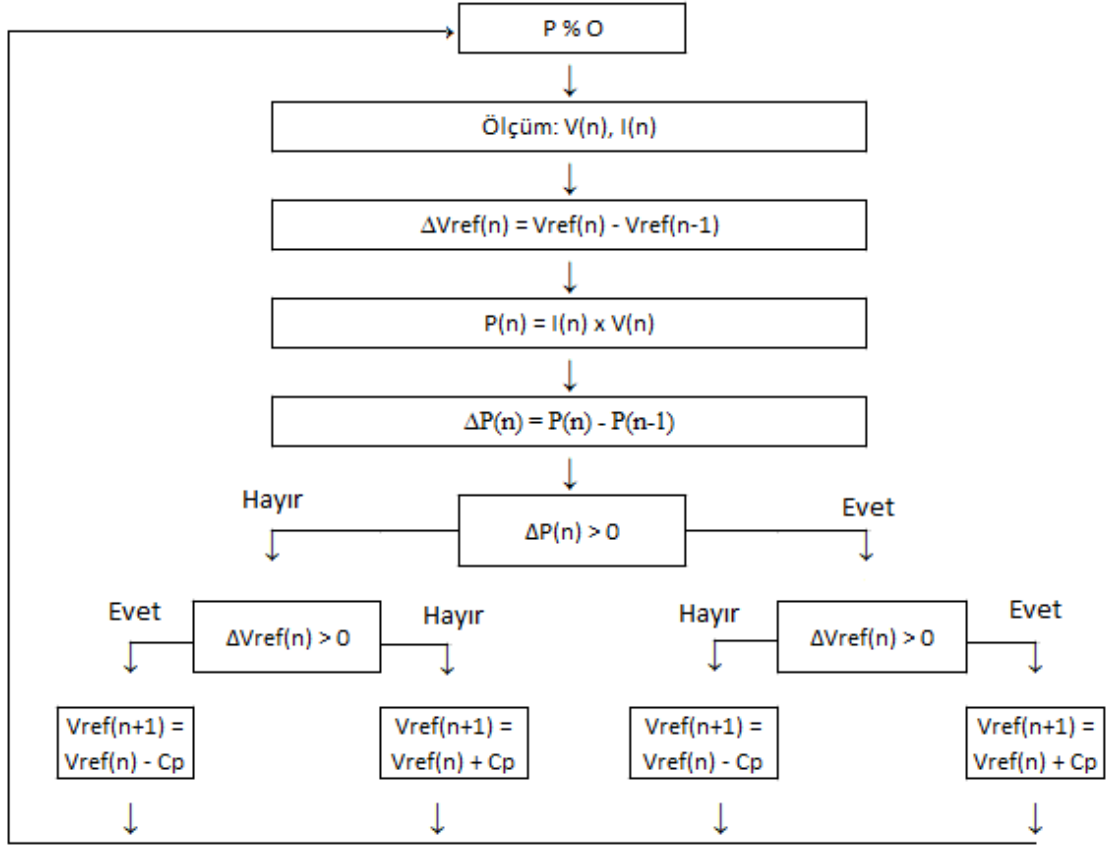 P % O
Ölçüm: V(n), I(n)
ΔVref(n) = Vref(n) - Vref(n-1)
P(n) = I(n) x V(n)
ΔP(n) = P(n) - P(n-1)
Hayır
ΔP(n) > 0
Evet
Evet
ΔVref(n) > 0
Hayır
Hayır
ΔVref(n) > 0
Evet
Vref(n+1) =
Vref(n) - Cp
Vref(n+1) =
Vref(n) + Cp
Vref(n+1) =
Vref(n) - Cp
Vref(n+1) =
Vref(n) + Cp